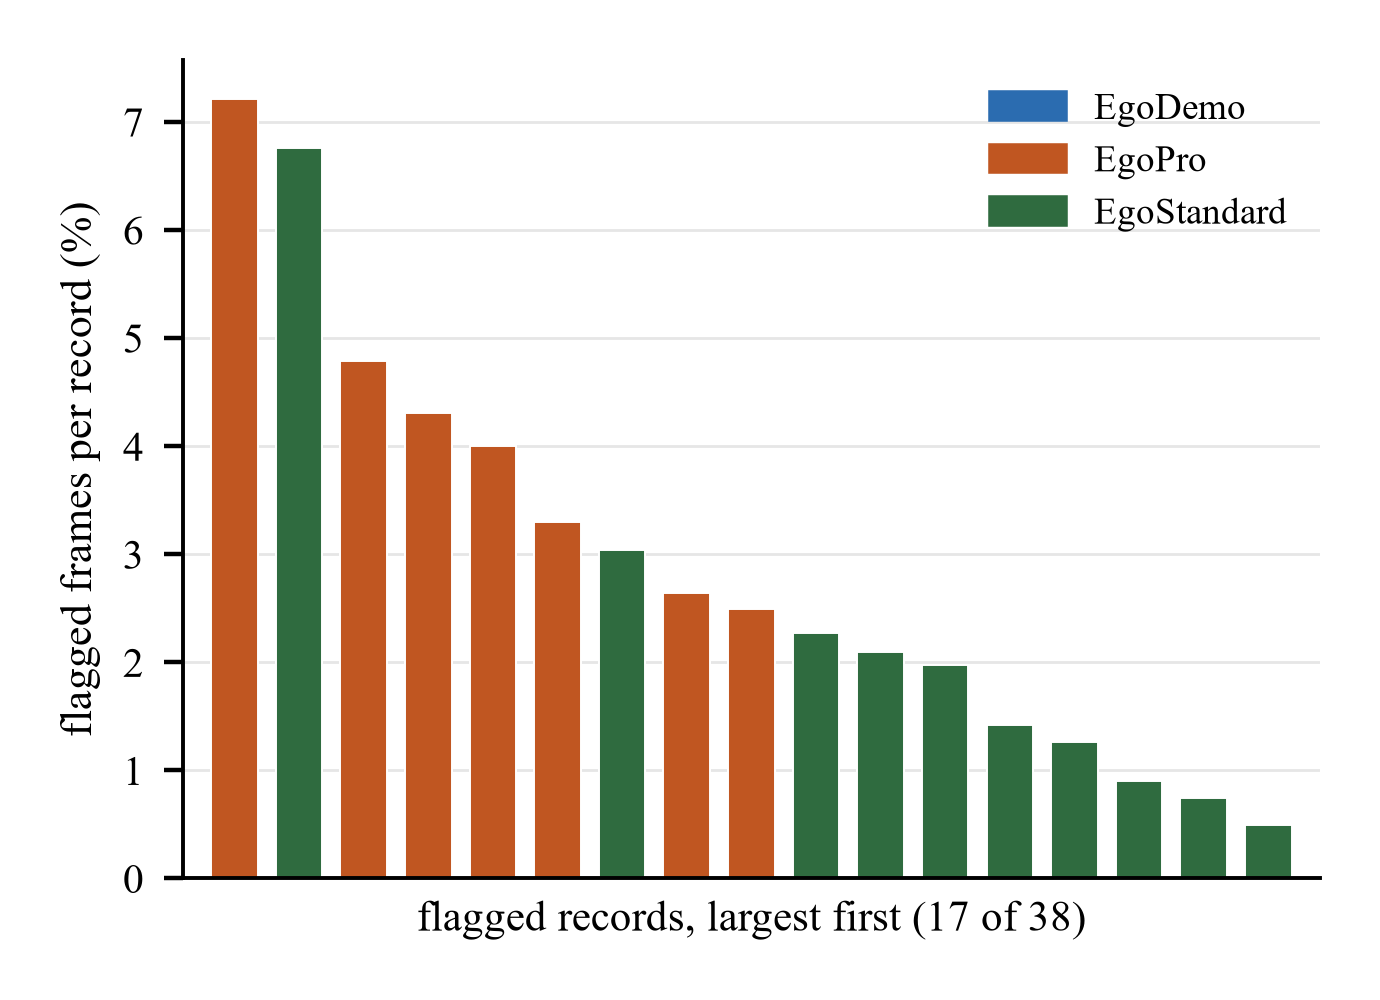 7
6
5
4
3
2
1
0
flagged frames per record (%)
EgoDemo
EgoPro
EgoStandard
flagged records, largest first (17 of 38)